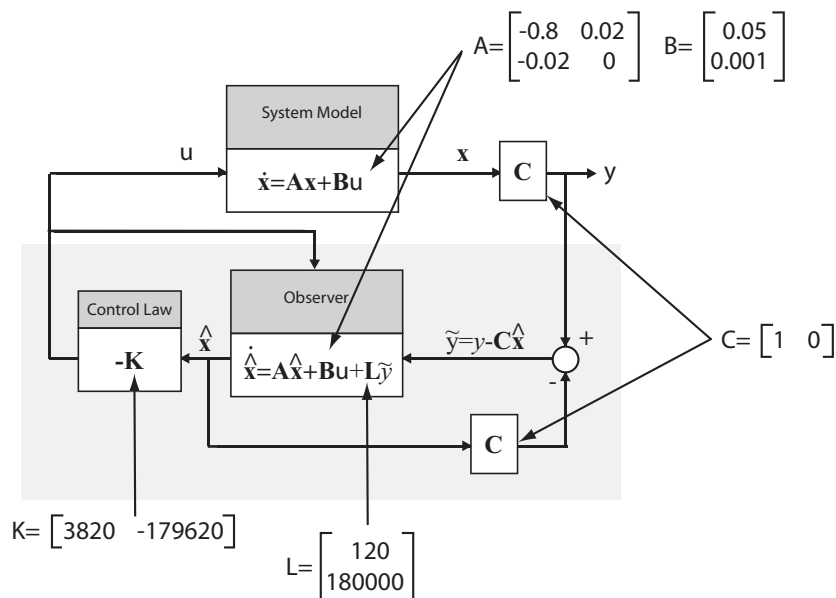 A= [-0.8 0.02
-0.02 0] B= [0.05
0.001]
System Model
u
ẋ=Ax+Bu
x
C
y
Control Law
-K
x̂
Observer
x̂̇=Ax̂+Bu+Lỹ
ỹ=y-Cx̂
+
-
C= [1 0]
C
K= [3820 -179620]
L= [120
180000]